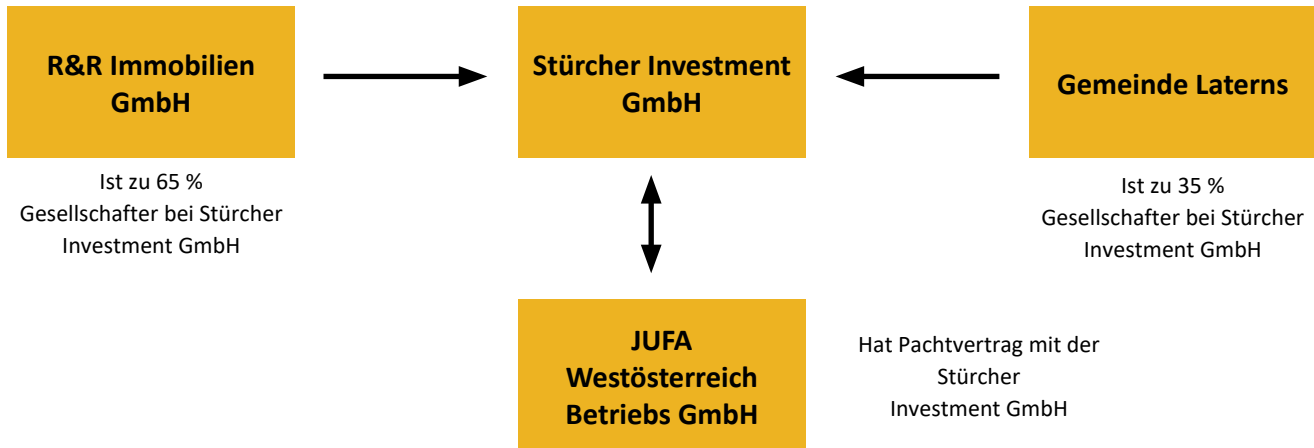 R&R Immobilien
GmbH
Stürcher Investment
GmbH
Gemeinde Laterns
Ist zu 65 %
Gesellschafter bei Stürcher
Investment GmbH
Ist zu 35 %
Gesellschafter bei Stürcher
Investment GmbH
JUFA
Westösterreich
Betriebs GmbH
Hat Pachtvertrag mit der
Stürcher
Investment GmbH